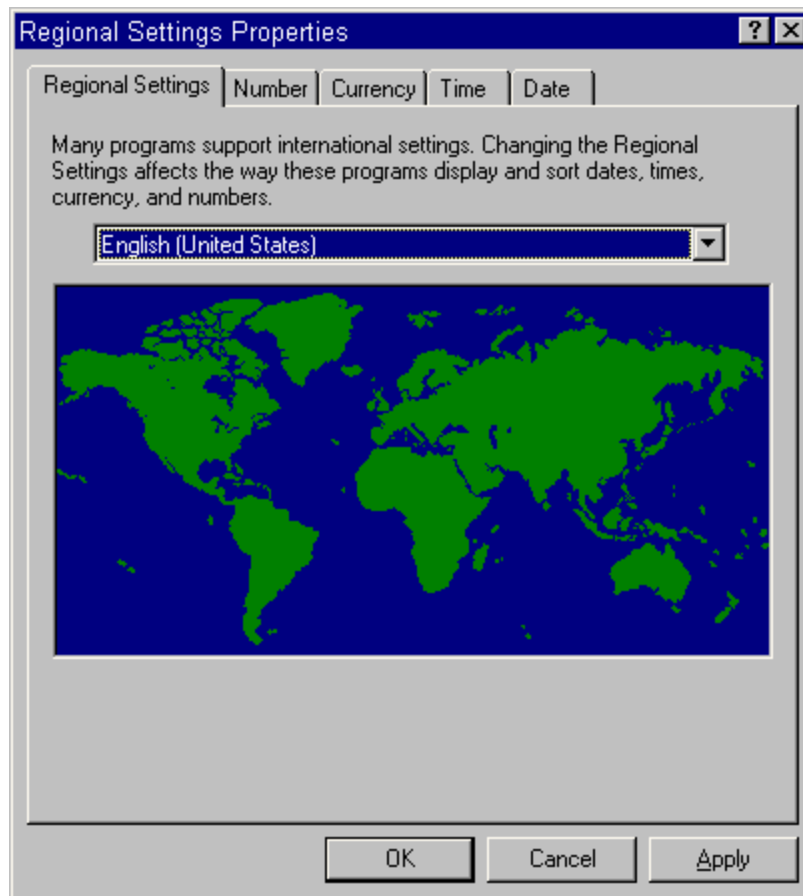 Regional Settings Properties
Regional Settings Number Currency Time Date
Many programs support international settings. Changing the Regional
Settings affects the way these programs display and sort dates, times,
currency, and numbers.
English (United States)
OK Cancel Apply